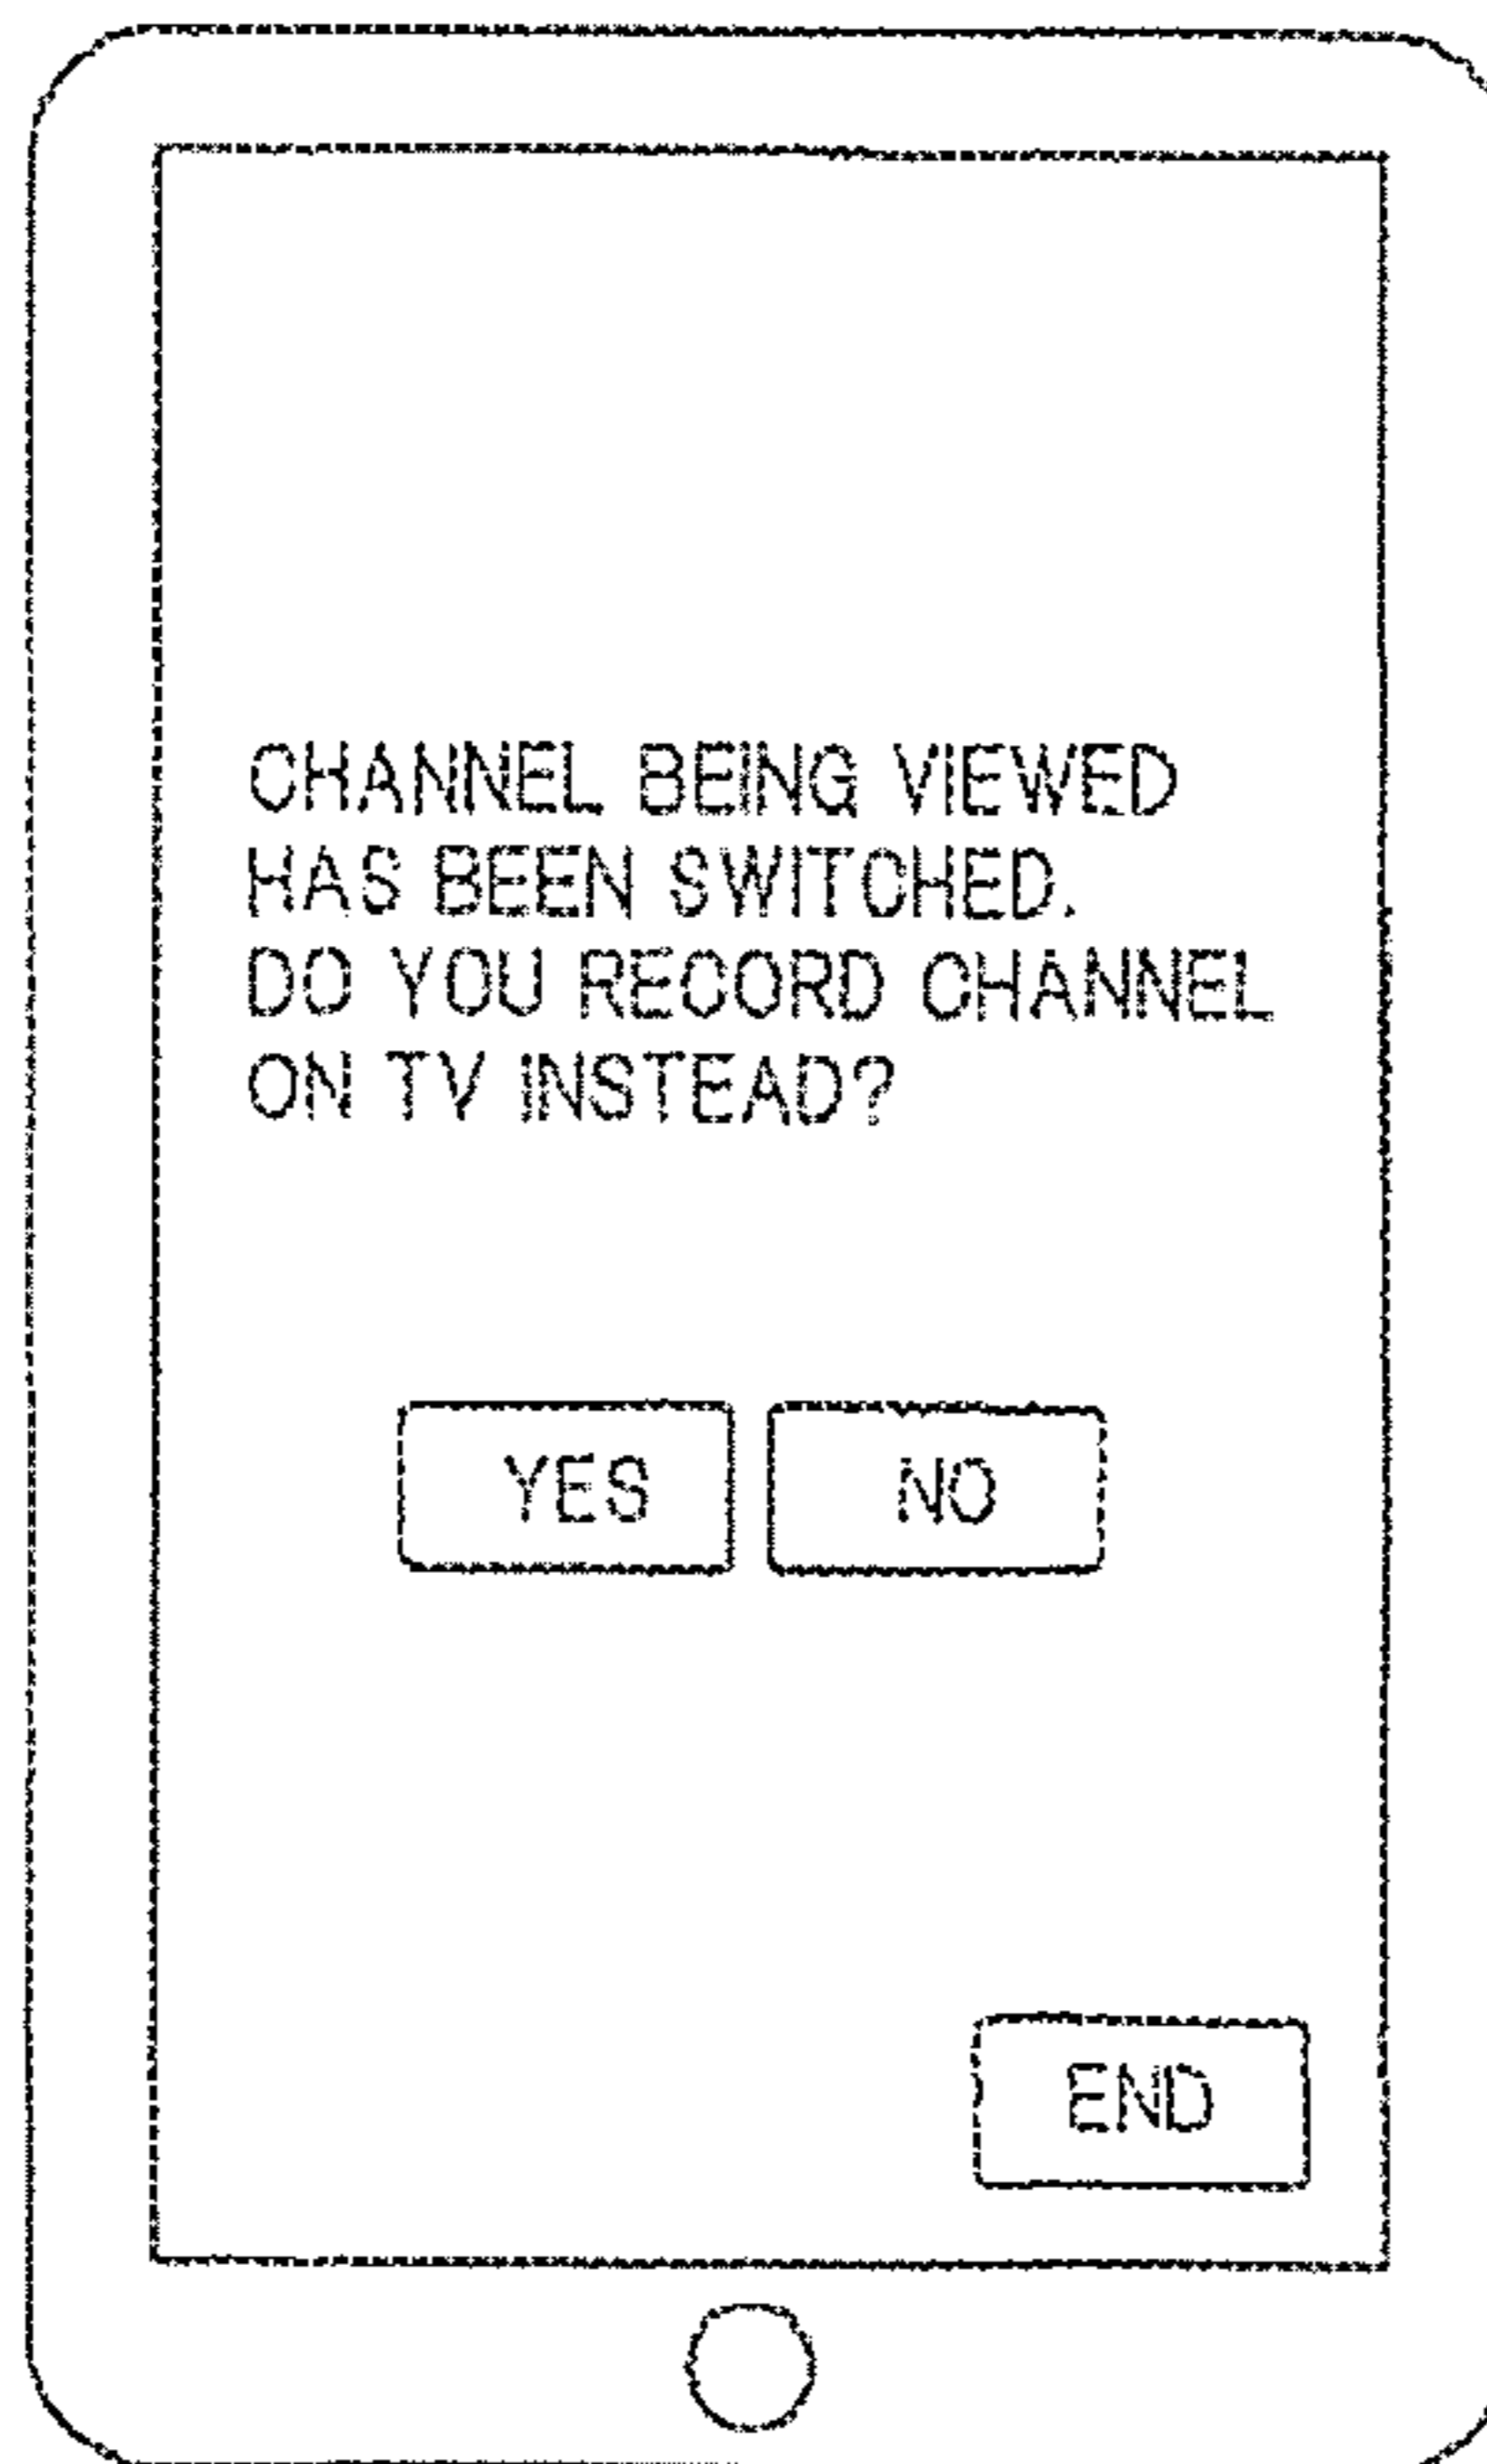 CHANNEL BEING VIEWED
HAS BEEN SWITCHED.
DO YOU RECORD CHANNEL
ON TV INSTEAD?
YES NO
END